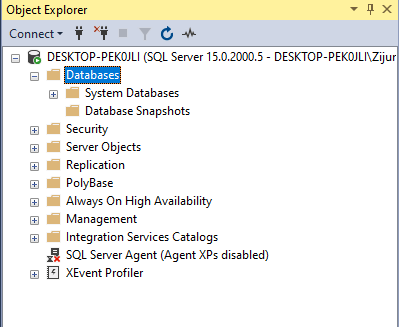 Object Explorer
Connect
DESKTOP-PEK0JLI (SQL Server 15.0.2000.5 - DESKTOP-PEK0JLI\Zijur
Databases
System Databases
Database Snapshots
Security
Server Objects
Replication
PolyBase
Always On High Availability
Management
Integration Services Catalogs
SQL Server Agent (Agent XPs disabled)
XEvent Profiler